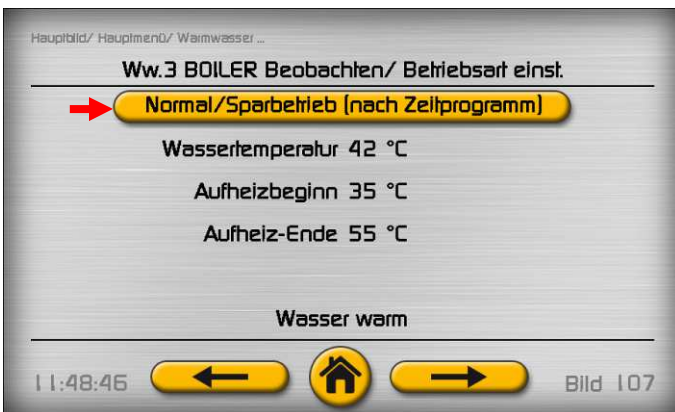 Hauptbild/ Hauptmenü/ Warmwasser ...
Ww.3 BOILER Beobachten/ Betriebsart einst.
Normal/Sparbetrieb (nach Zeitprogramm)
Wassertemperatur 42 °C
Aufheizbeginn 35 °C
Aufheiz-Ende 55 °C
Wasser warm
11:48:46
Bild 107